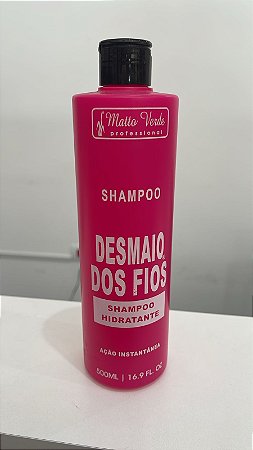 Matto Verde
professional
SHAMPOO
DESMAIO
DOS FIOS
SHAMPOO
HIDRATANTE
AÇÃO INSTANTÂNEA
500ML | 16.9 FL. OZ